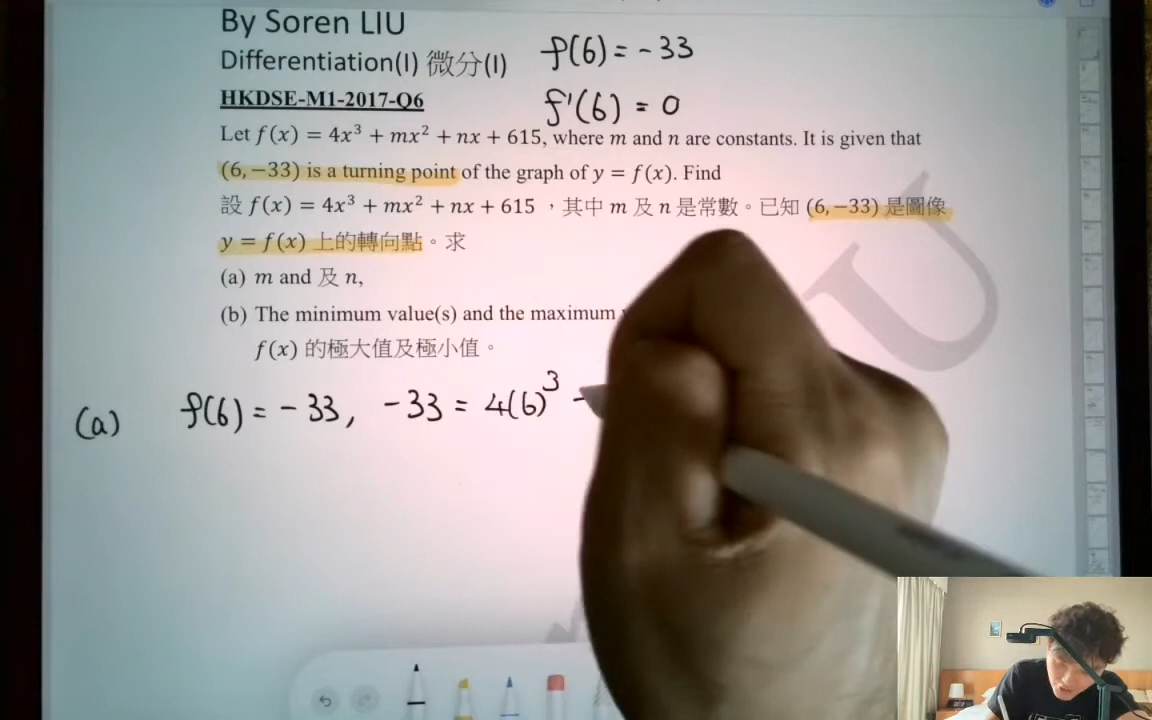 By Soren LIU
Differentiation(I) 微分(I)
f(6) = -33
HKDSE-M1-2017-Q6
f'(6) = 0
Let f(x) = 4x³ + mx² + nx + 615, where m and n are constants. It is given that
(6, −33) is a turning point of the graph of y = f(x). Find
設 f(x) = 4x³ + mx² + nx + 615 ，其中 m 及 n 是常數。已知 (6, −33) 是圖像
y = f(x) 上的轉向點。求
(a) m and 及 n,
(b) The minimum value(s) and the maximum
f(x) 的極大值及極小值。
(a) f(6) = -33, -33 = 4(6)³
U